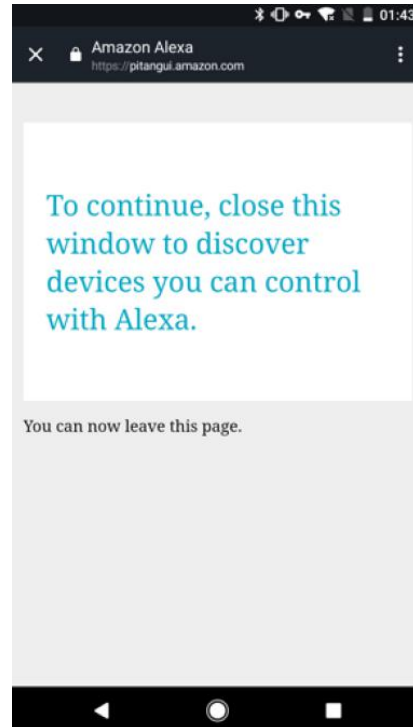 01:43
Amazon Alexa
https://pitangui.amazon.com
To continue, close this
window to discover
devices you can control
with Alexa.
You can now leave this page.